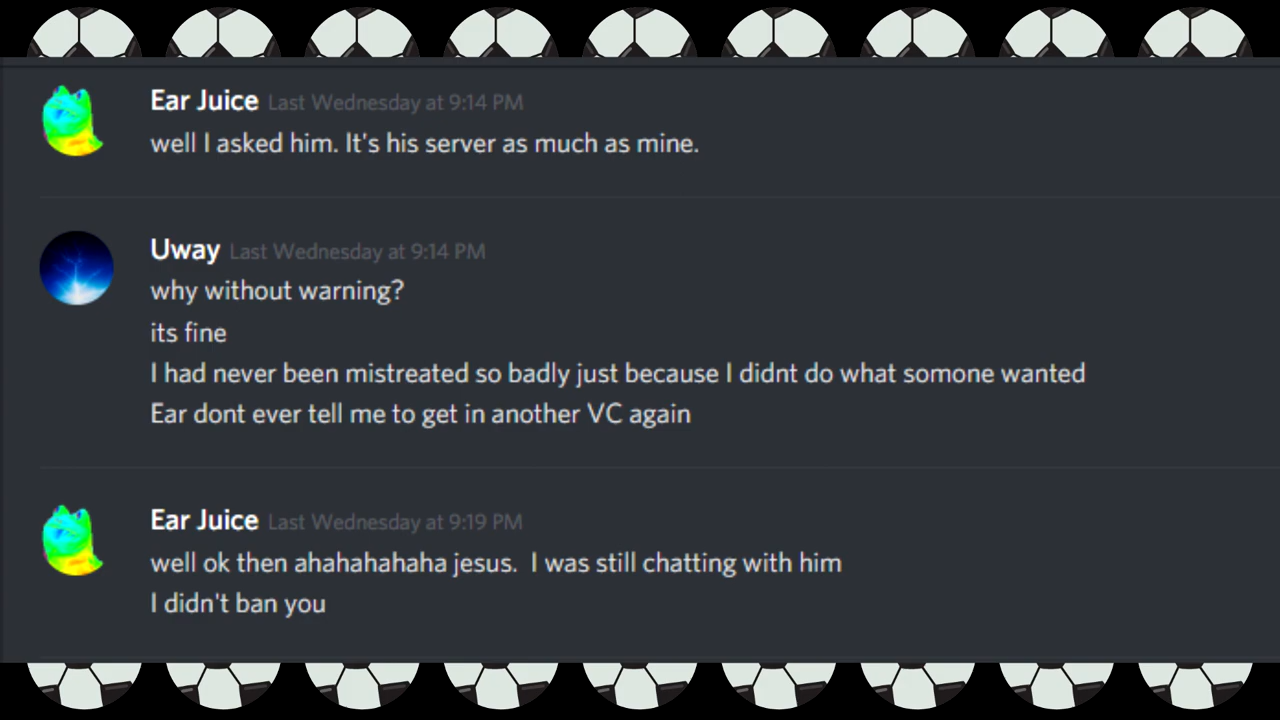 Ear Juice Last Wednesday at 9:14 PM
well I asked him. It's his server as much as mine.
Uway Last Wednesday at 9:14 PM
why without warning?
its fine
I had never been mistreated so badly just because I didnt do what somone wanted
Ear dont ever tell me to get in another VC again
Ear Juice Last Wednesday at 9:19 PM
well ok then ahahahahaha jesus.  I was still chatting with him
I didn't ban you